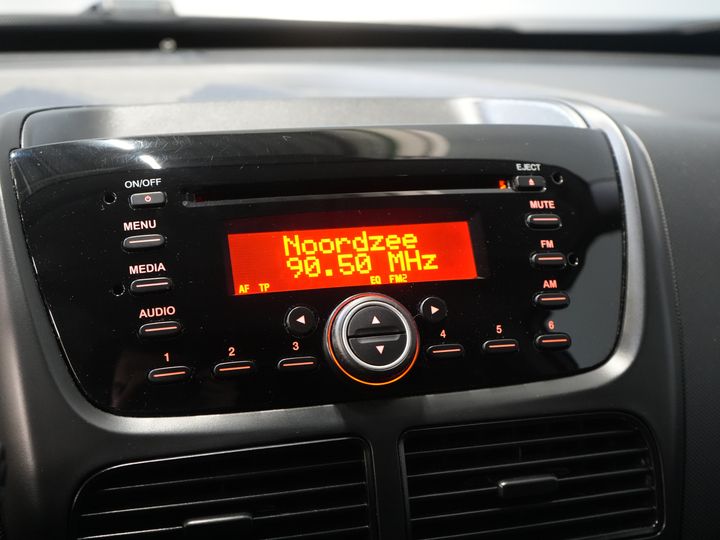 ON/OFF
EJECT
MENU
MUTE
Noordzee
90.50 MHz
FM
MEDIA
AF TP EQ FM2
AM
AUDIO
1 2 3 4 5 6